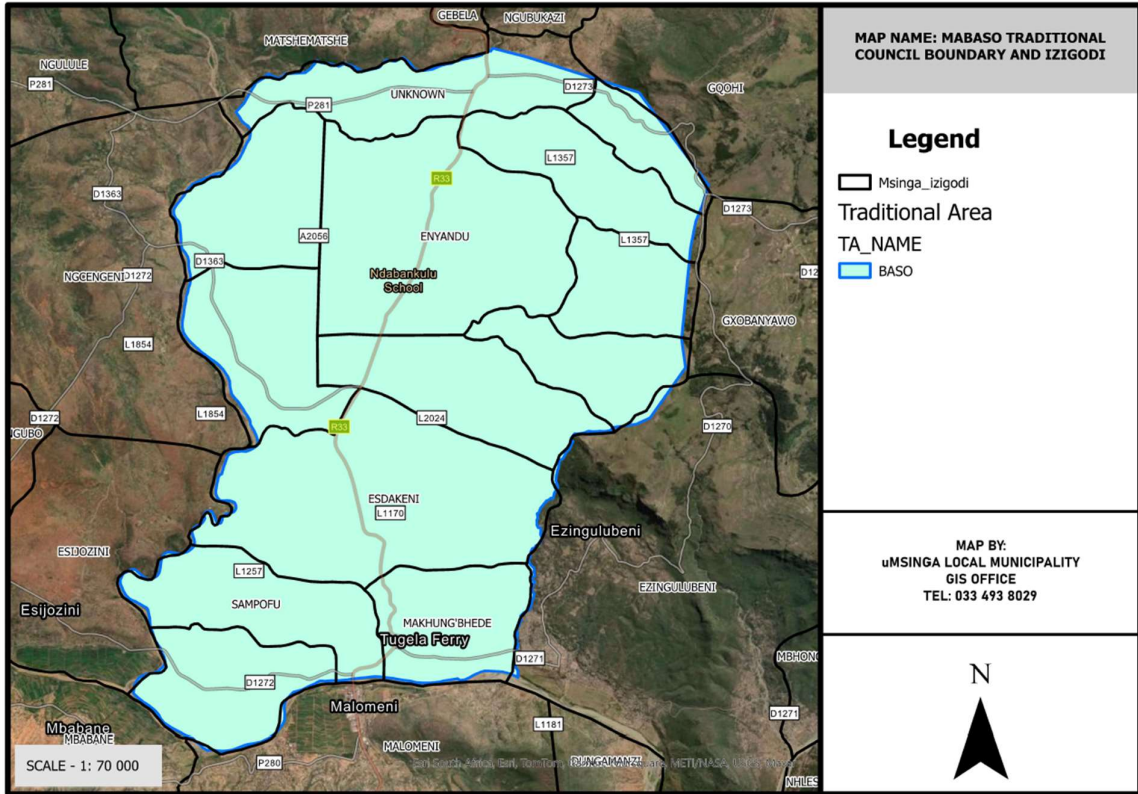 GEBELA
NGUBUKAZI
MATSHEMATSHE
NGULULE
P281
UNKNOWN
D1273
GQOHI
P281
L1357
R33
D1363
D1273
A2056
ENYANDU
L1357
D1363
NGCENGENI
D1272
Ndabankulu
School
GXOBANYAWO
L1854
L1854
D1272
L2024
R33
D1270
ESDAKENI
L1170
Ezingulubeni
ESIJOZINI
L1257
EZINGULUBENI
Esijozini
SAMPOFU
MAKHUNG'BHEDE
Tugela Ferry
D1271
D1272
Malomeni
D1271
Mbabane
MBABANE
L1181
MALOMENI
P280
DUNGAMANZI
SCALE - 1: 70 000
MAP NAME: MABASO TRADITIONAL
COUNCIL BOUNDARY AND IZIGODI
Legend
Msinga_izigodi
Traditional Area
TA_NAME
BASO
MAP BY:
uMSINGA LOCAL MUNICIPALITY
GIS OFFICE
TEL: 033 493 8029
N